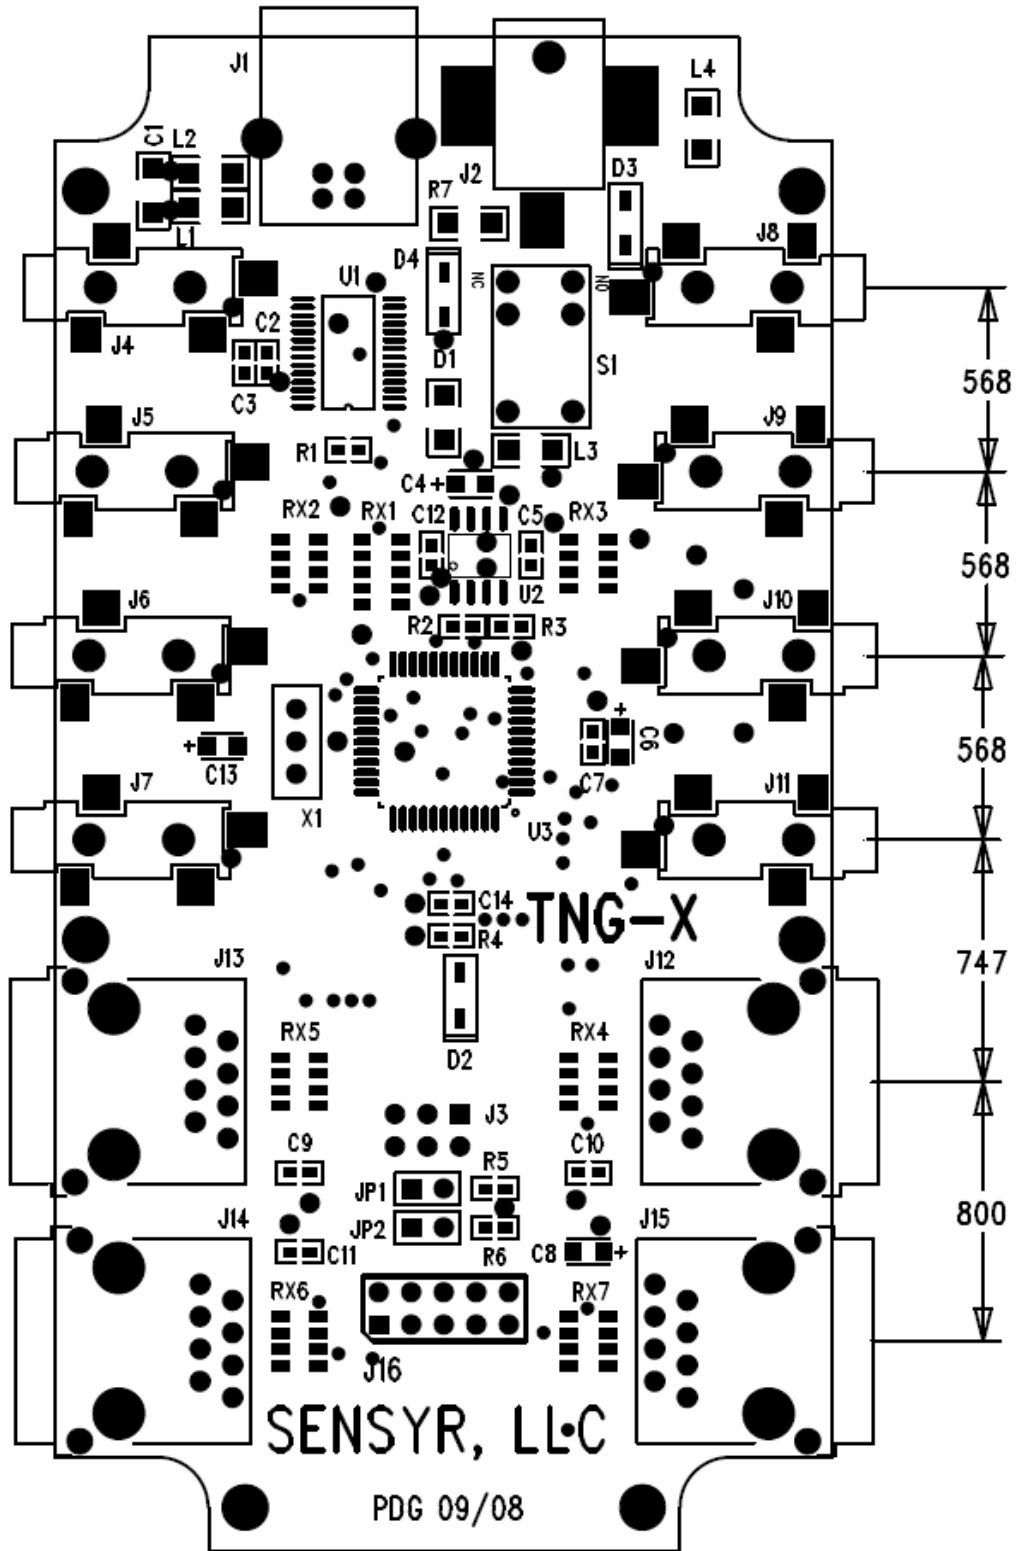 J1
L4
C1
L2
J2
D3
R7
L1
J8
D4
U1
NC
NO
J4
C2
D1
S1
C3
568
J5
J9
R1
L3
C4 +
RX2
RX1
C12
C5
RX3
568
J6
U2
J10
R2
R3
+
C6
+
C13
C7
568
J7
X1
U3
J11
C14
TNG-X
R4
J13
J12
747
RX5
RX4
D2
J3
C9
C10
JP1
R5
J14
JP2
J15
800
C11
R6
C8
+
RX6
RX7
J16
SENSYR, LLC
PDG 09/08